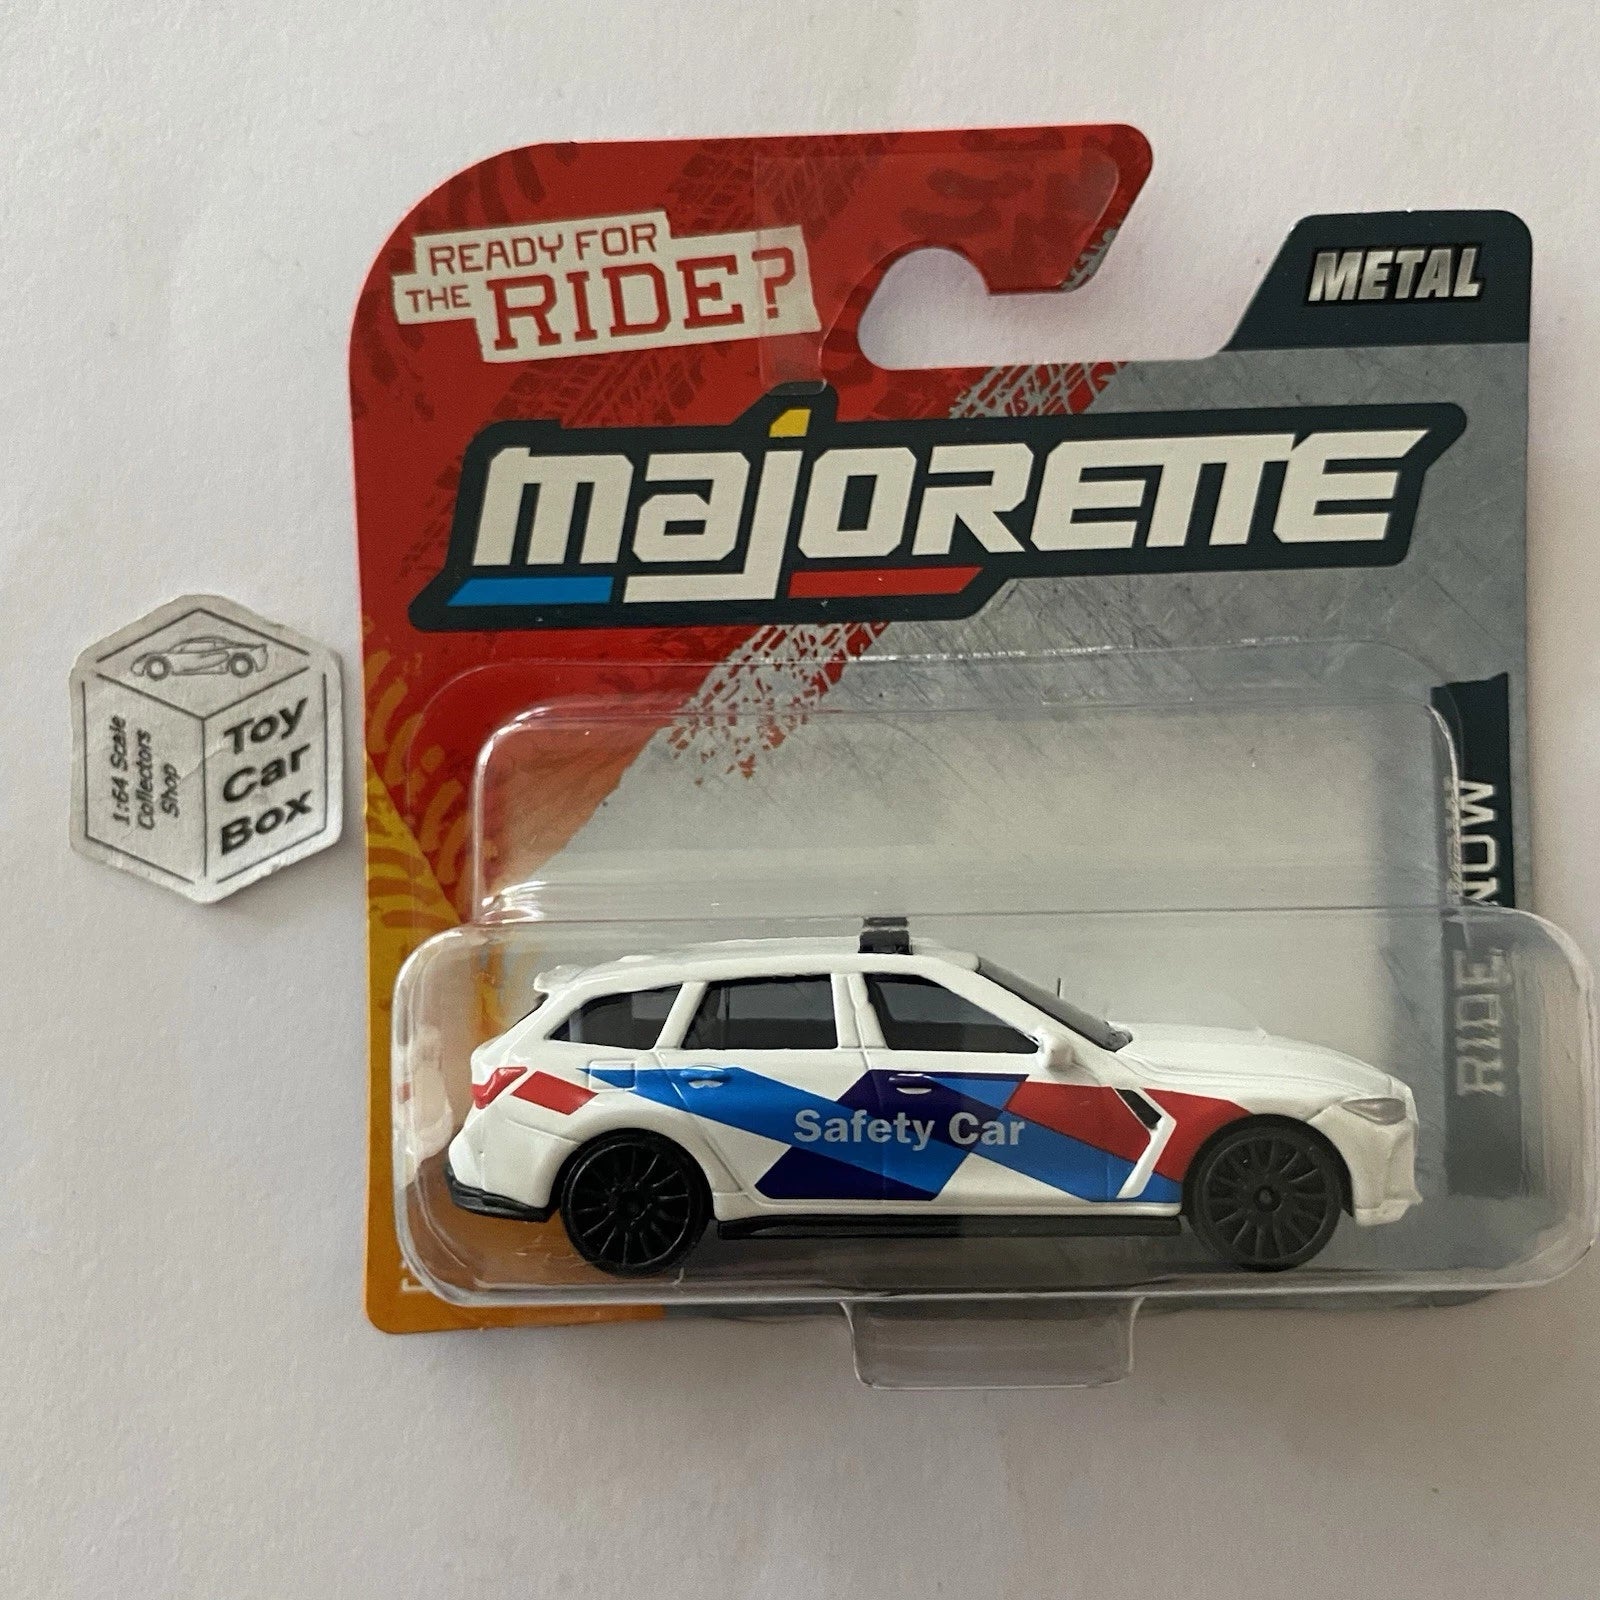 READY FOR
THE RIDE?
METAL
majorette
1:64 Scale
Collectors
Shop
Toy
Car
Box
RIDE NOW
Safety Car